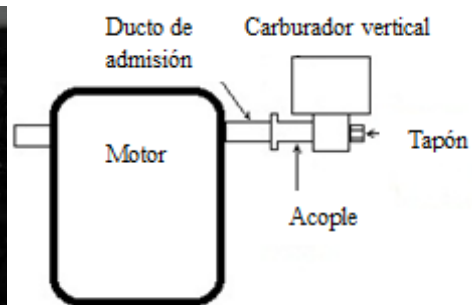 Ducto de
admisión
Carburador vertical
Motor
Tapón
Acople